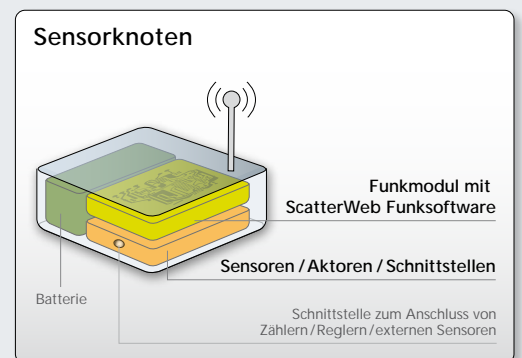 Sensorknoten
Funkmodul mit
ScatterWeb Funksoftware
Sensoren / Aktoren / Schnittstellen
Batterie
Schnittstelle zum Anschluss von
Zählern / Reglern / externen Sensoren